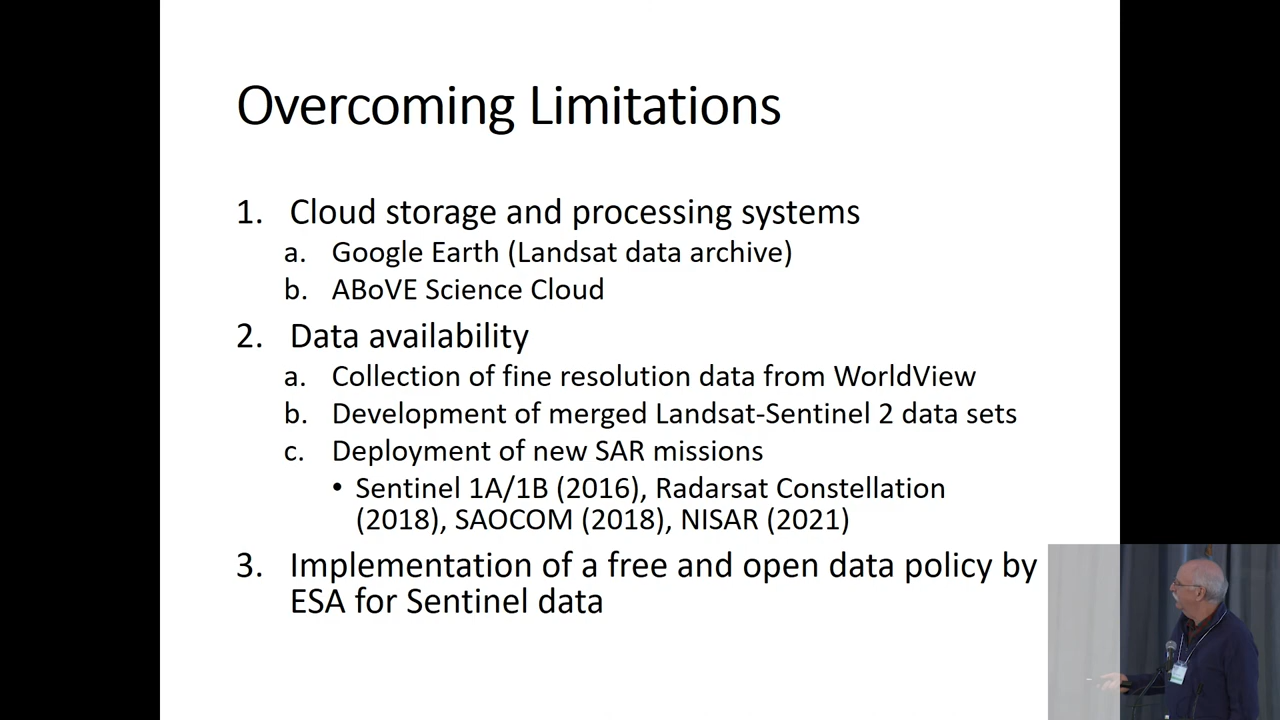 Overcoming Limitations
1. Cloud storage and processing systems
a. Google Earth (Landsat data archive)
b. ABoVE Science Cloud
2. Data availability
a. Collection of fine resolution data from WorldView
b. Development of merged Landsat-Sentinel 2 data sets
c. Deployment of new SAR missions
• Sentinel 1A/1B (2016), Radarsat Constellation
(2018), SAOCOM (2018), NISAR (2021)
3. Implementation of a free and open data policy by
ESA for Sentinel data